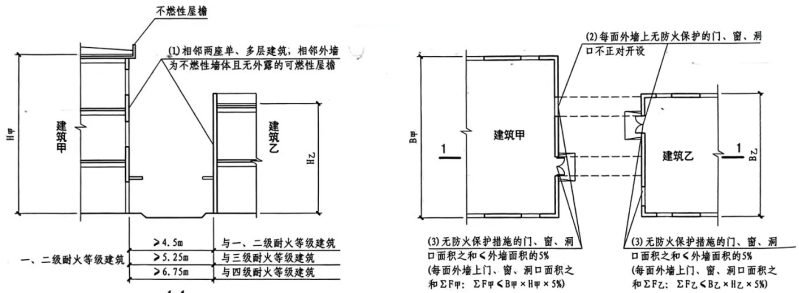 不燃性屋檐
(1)相邻两座单、多层建筑，相邻外墙
为不燃性墙体且无外露的可燃性屋檐
H甲
建筑甲
建筑乙
H乙
≥4.5m
与一、二级耐火等级建筑
一、二级耐火等级建筑
≥5.25m
与三级耐火等级建筑
≥6.75m
与四级耐火等级建筑
1-1
(2)每面外墙上无防火保护的门、窗、洞
口不正对开设
B甲
建筑甲
1
建筑乙
1
B乙
(3)无防火保护措施的门、窗、洞
口面积之和≤外墙面积的5%
(每面外墙上门、窗、洞口面积之
和ΣF甲: ΣF甲≤B甲×H甲×5%)
(3)无防火保护措施的门、窗、洞
口面积之和≤外墙面积的5%
(每面外墙上门、窗、洞口面积之
和ΣF乙: ΣF乙≤B乙×H乙×5%)